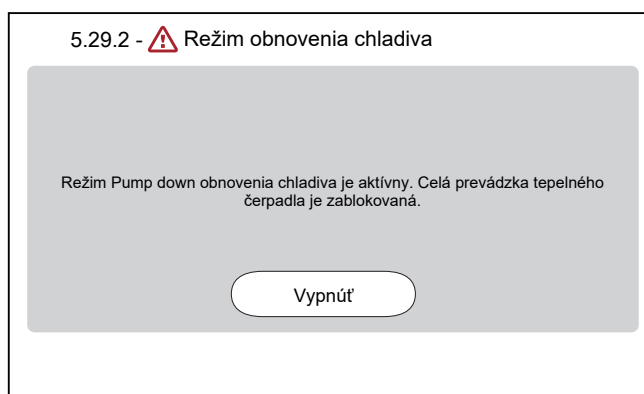 5.29.2 - Režim obnovenia chladiva
Režim Pump down obnovenia chladiva je aktívny. Celá prevádzka tepelného
čerpadla je zablokovaná.
Vypnúť